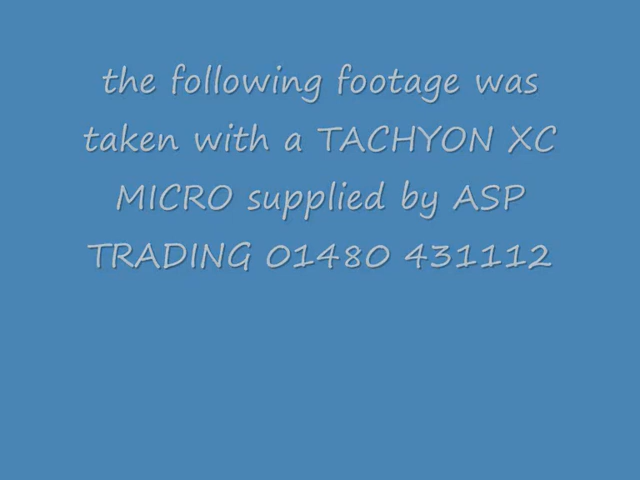 the following footage was
taken with a TACHYON XC
MICRO supplied by ASP
TRADING 01480 431112